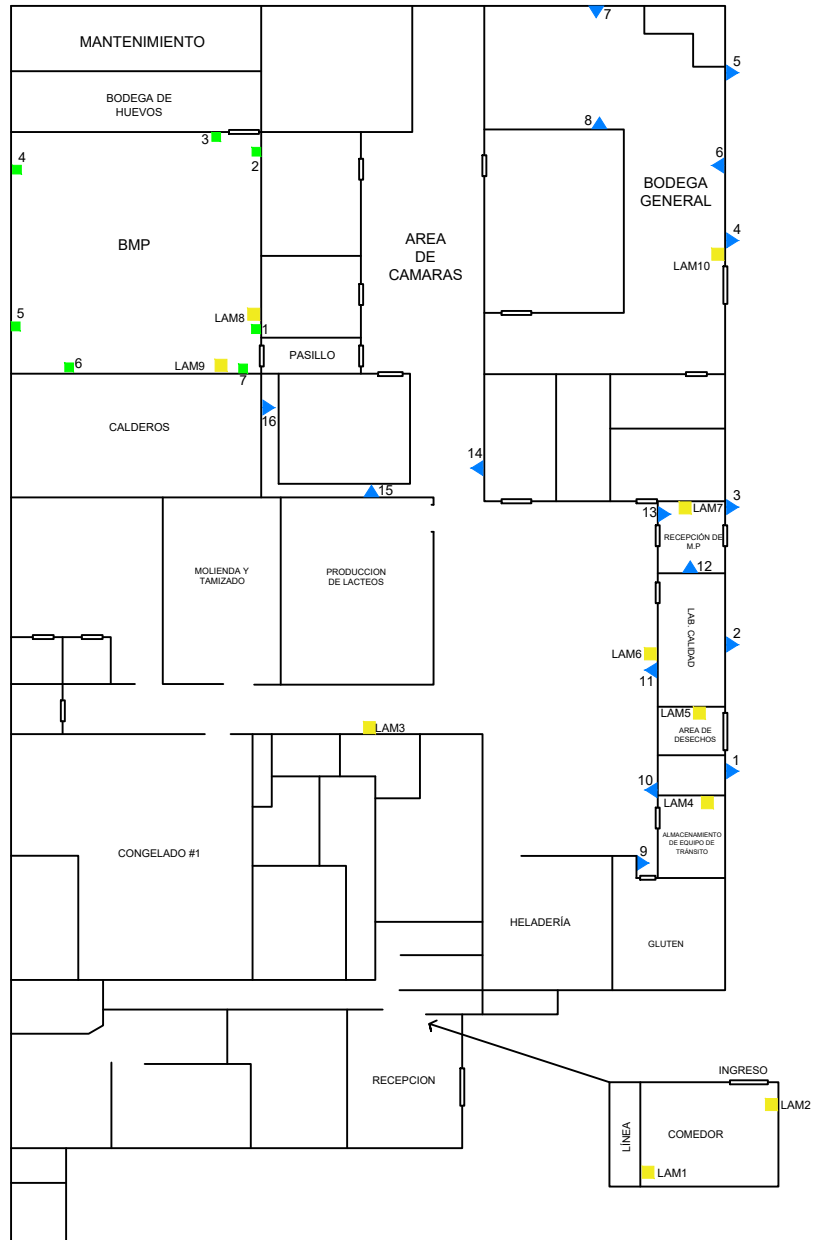 7
MANTENIMIENTO
5
BODEGA DE
HUEVOS
3
8
2
4
6
BODEGA
GENERAL
4
BMP
AREA
DE
CAMARAS
LAM10
5
LAM8
1
PASILLO
6
LAM9
7
16
CALDEROS
14
15
13
LAM7
3
RECEPCIÓN DE
M.P
12
MOLIENDA Y
TAMIZADO
PRODUCCION
DE LACTEOS
LAB. CALIDAD
2
LAM6
11
LAM5
LAM3
AREA DE
DESECHOS
1
10
LAM4
ALMACENAMIENTO
DE EQUIPO DE
TRÁNSITO
CONGELADO #1
9
HELADERÍA
GLUTEN
RECEPCION
INGRESO
LAM2
LÍNEA
COMEDOR
LAM1